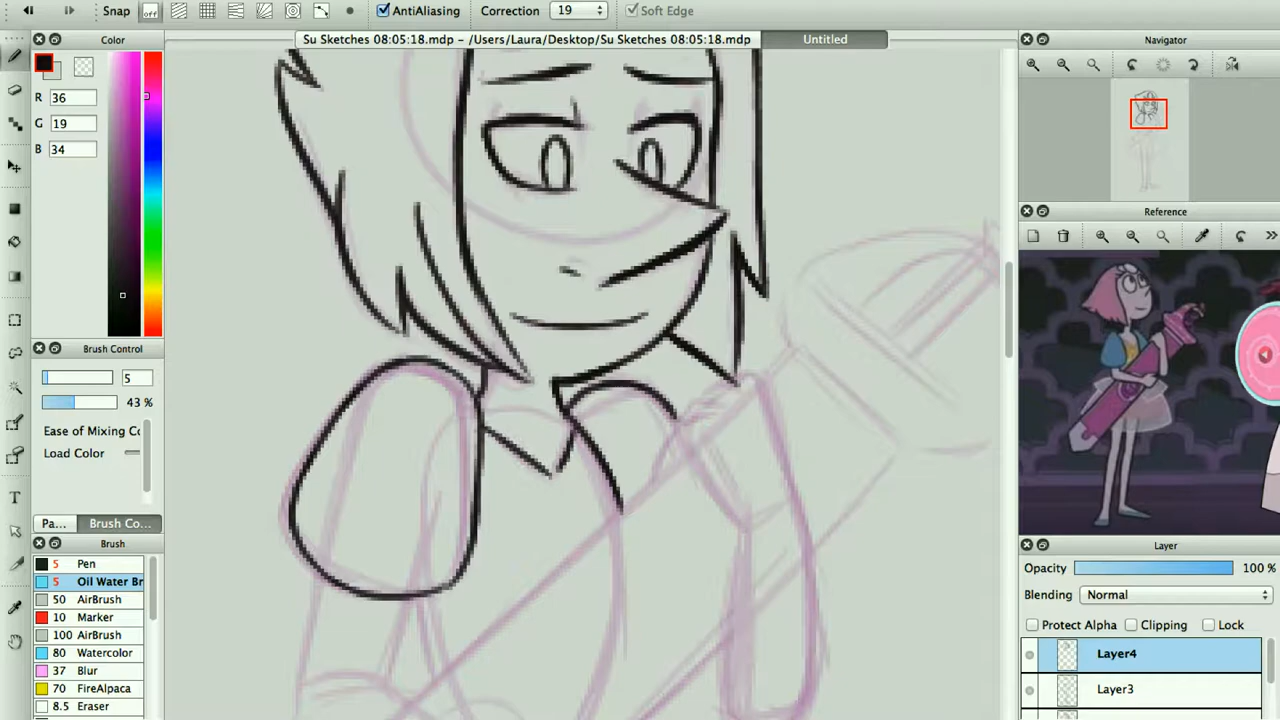 Snap
off
AntiAliasing
Correction
19
Soft Edge
Color
Su Sketches 08:05:18.mdp – /Users/Laura/Desktop/Su Sketches 08:05:18.mdp
Untitled
Navigator
R 36
G 19
B 34
Reference
Brush Control
5
43 %
Ease of Mixing Co
Load Color
Pa...
Brush Co...
Brush
5 Pen
5 Oil Water Br
50 AirBrush
10 Marker
100 AirBrush
80 Watercolor
37 Blur
70 FireAlpaca
8.5 Eraser
Layer
Opacity
100 %
Blending
Normal
Protect Alpha
Clipping
Lock
Layer4
Layer3